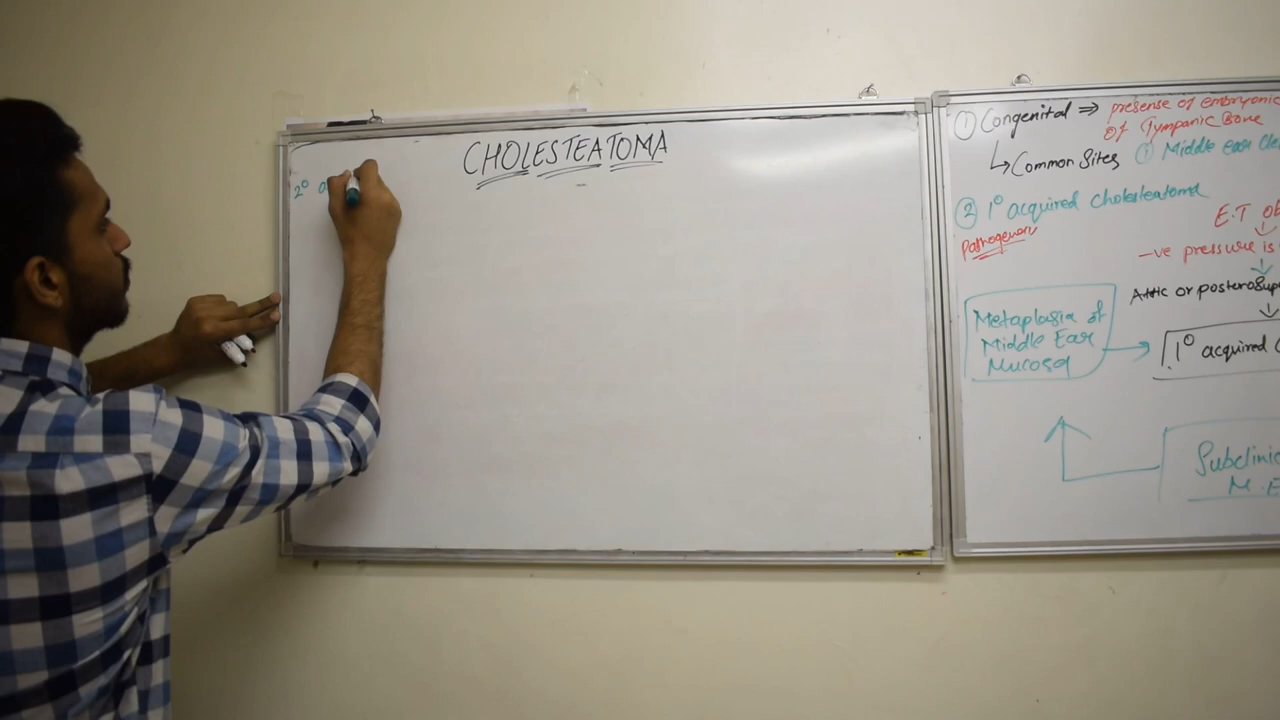 CHOLESTEATOMA
2°
① Congenital ⇒ presense of embryonic
of Tympanic Bone
↳ Common Sites ① Middle ear
② 1° acquired cholesteatoma
Pathogenesis
E.T
-ve pressure is
Attic or posterosup
Metaplasia of
Middle Ear
Mucosa
→
1° acquired
Subclinic
M.E